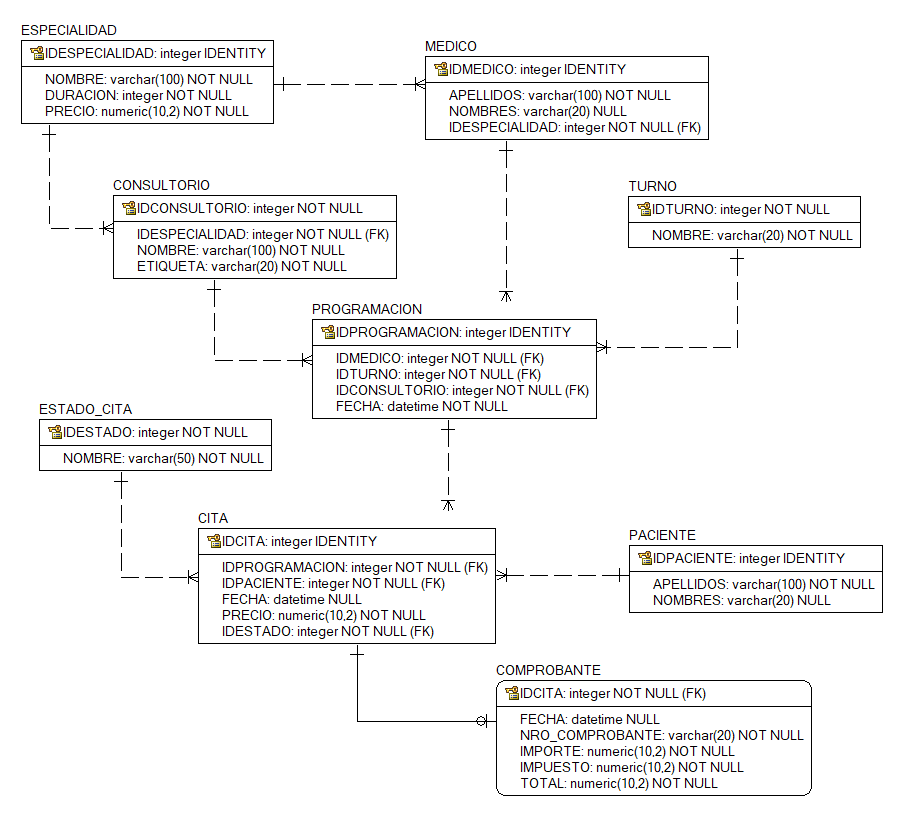 ESPECIALIDAD
IDESPECIALIDAD: integer IDENTITY
NOMBRE: varchar(100) NOT NULL
DURACION: integer NOT NULL
PRECIO: numeric(10,2) NOT NULL
MEDICO
IDMEDICO: integer IDENTITY
APELLIDOS: varchar(100) NOT NULL
NOMBRES: varchar(20) NULL
IDESPECIALIDAD: integer NOT NULL (FK)
CONSULTORIO
IDCONSULTORIO: integer NOT NULL
IDESPECIALIDAD: integer NOT NULL (FK)
NOMBRE: varchar(100) NOT NULL
ETIQUETA: varchar(20) NOT NULL
TURNO
IDTURNO: integer NOT NULL
NOMBRE: varchar(20) NOT NULL
PROGRAMACION
IDPROGRAMACION: integer IDENTITY
IDMEDICO: integer NOT NULL (FK)
IDTURNO: integer NOT NULL (FK)
IDCONSULTORIO: integer NOT NULL (FK)
FECHA: datetime NOT NULL
ESTADO_CITA
IDESTADO: integer NOT NULL
NOMBRE: varchar(50) NOT NULL
CITA
IDCITA: integer IDENTITY
IDPROGRAMACION: integer NOT NULL (FK)
IDPACIENTE: integer NOT NULL (FK)
FECHA: datetime NULL
PRECIO: numeric(10,2) NOT NULL
IDESTADO: integer NOT NULL (FK)
PACIENTE
IDPACIENTE: integer IDENTITY
APELLIDOS: varchar(100) NOT NULL
NOMBRES: varchar(20) NULL
COMPROBANTE
IDCITA: integer NOT NULL (FK)
FECHA: datetime NULL
NRO_COMPROBANTE: varchar(20) NOT NULL
IMPORTE: numeric(10,2) NOT NULL
IMPUESTO: numeric(10,2) NOT NULL
TOTAL: numeric(10,2) NOT NULL